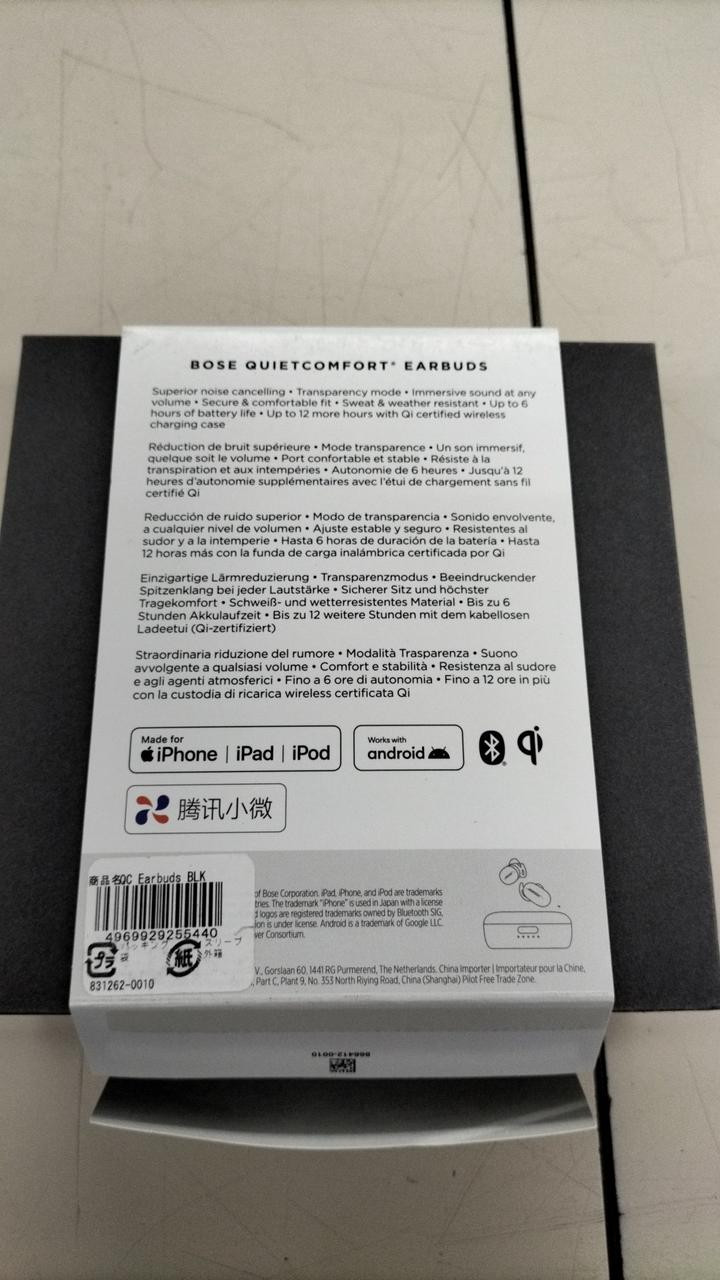 BOSE QUIETCOMFORT® EARBUDS
Superior noise cancelling • Transparency mode • Immersive sound at any
volume • Secure & comfortable fit • Sweat & weather resistant • Up to 6
hours of battery life • Up to 12 more hours with Qi certified wireless
charging case
Réduction de bruit supérieure • Mode transparence • Un son immersif,
quelque soit le volume • Port confortable et stable • Résiste à la
transpiration et aux intempéries • Autonomie de 6 heures • Jusqu'à 12
heures d'autonomie supplémentaires avec l'étui de chargement sans fil
certifié Qi
Reducción de ruido superior • Modo de transparencia • Sonido envolvente,
a cualquier nivel de volumen • Ajuste estable y seguro • Resistentes al
sudor y a la intemperie • Hasta 6 horas de duración de la batería • Hasta
12 horas más con la funda de carga inalámbrica certificada por Qi
Einzigartige Lärmreduzierung • Transparenzmodus • Beeindruckender
Spitzenklang bei jeder Lautstärke • Sicherer Sitz und höchster
Tragekomfort • Schweiß- und wetterresistentes Material • Bis zu 6
Stunden Akkulaufzeit • Bis zu 12 weitere Stunden mit dem kabellosen
Ladeetui (Qi-zertifiziert)
Straordinaria riduzione del rumore • Modalità Trasparenza • Suono
avvolgente a qualsiasi volume • Comfort e stabilità • Resistenza al sudore
e agli agenti atmosferici • Fino a 6 ore di autonomia • Fino a 12 ore in più
con la custodia di ricarica wireless certificata Qi
Made for
iPhone | iPad | iPod
Works with
android
qi
腾讯小微
商品名QC Earbuds BLK
4969929255440
プラ
パッキング
袋
紙
スリーブ
外箱
831262-0010
of Bose Corporation. iPad, iPhone, and iPod are trademarks
tries. The trademark "iPhone" is used in Japan with a license
d logos are registered trademarks owned by Bluetooth SIG,
ion is under license. Android is a trademark of Google LLC.
wer Consortium.
V., Gorslaan 60, 1441 RG Purmerend, The Netherlands. China Importer | Importateur pour la Chine,
, Part C, Plant 9, No. 353 North Riying Road, China (Shanghai) Pilot Free Trade Zone.
866412-0010